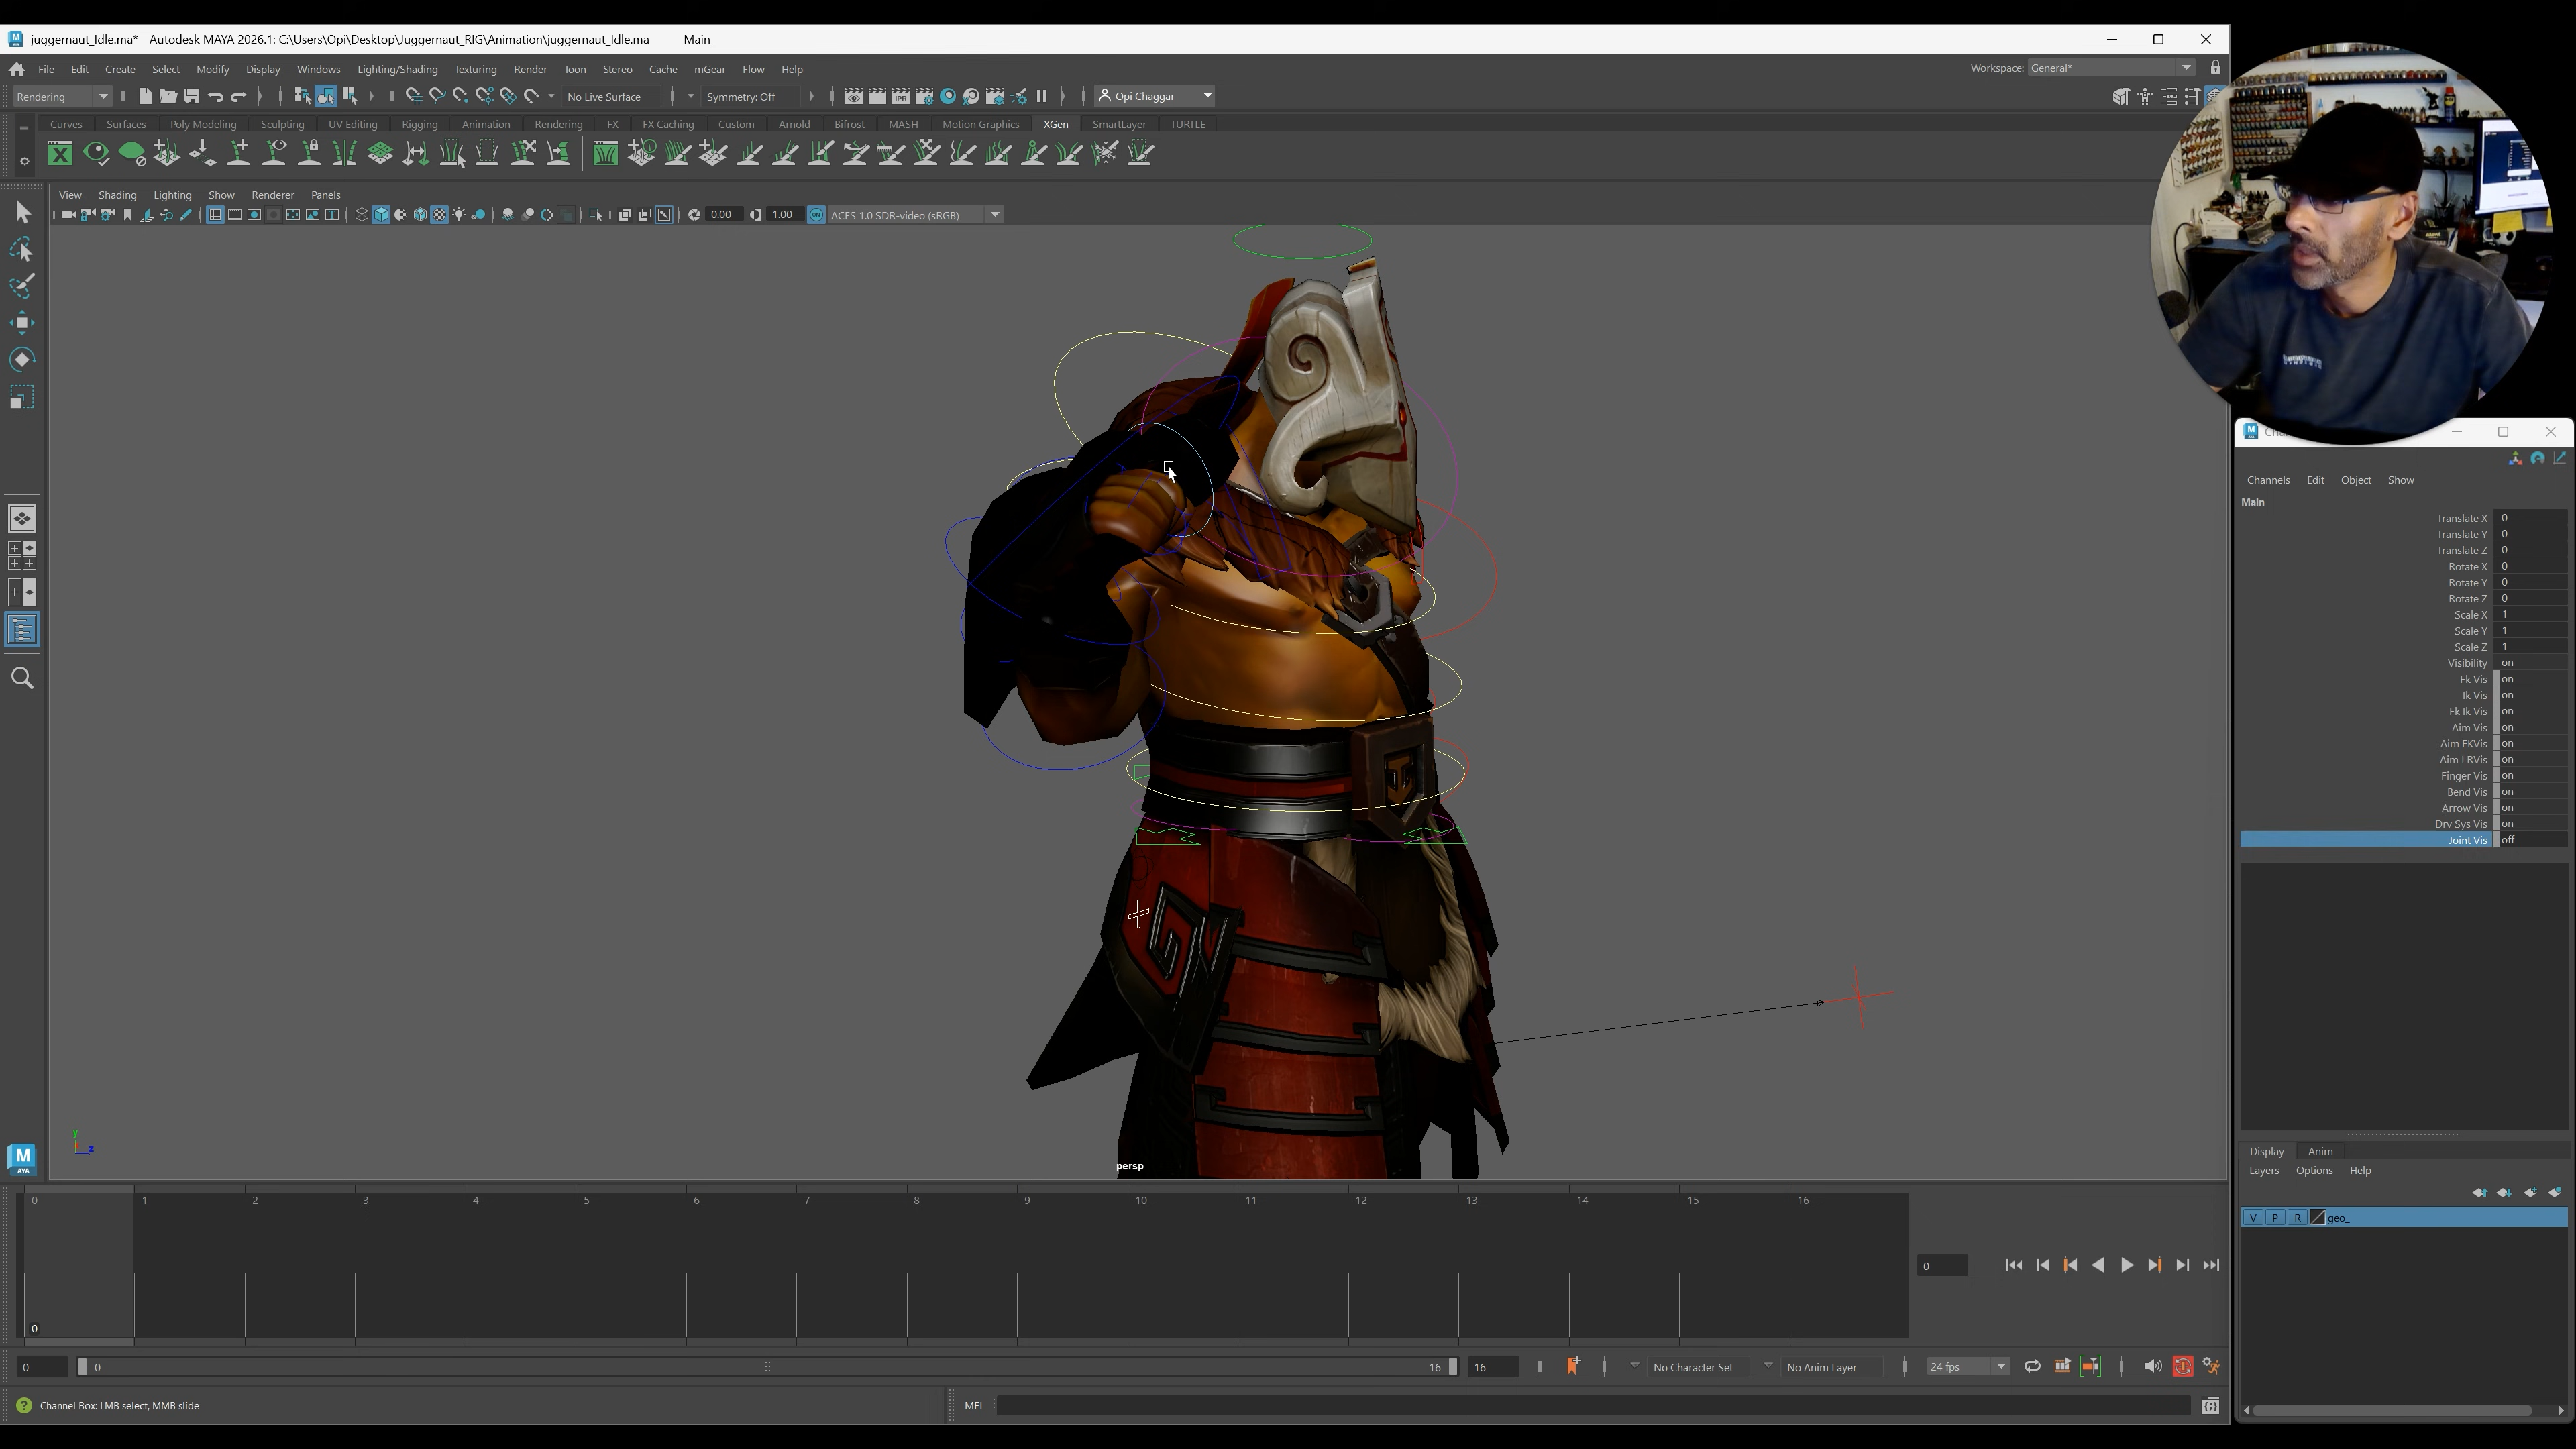 juggernaut_Idle.ma* - Autodesk MAYA 2026.1: C:\Users\Opi\Desktop\Juggernaut_RIG\Animation\juggernaut_Idle.ma --- Main
File Edit Create Select Modify Display Windows Lighting/Shading Texturing Render Toon Stereo Cache mGear Flow Help
Workspace: General*
Rendering
No Live Surface
Symmetry: Off
IPR
Opi Chaggar
Curves Surfaces Poly Modeling Sculpting UV Editing Rigging Animation Rendering FX FX Caching Custom Arnold Bifrost MASH Motion Graphics XGen SmartLayer TURTLE
View Shading Lighting Show Renderer Panels
0.00 1.00 ON ACES 1.0 SDR-video (sRGB)
Channels Edit Object Show
Main
Translate X 0
Translate Y 0
Translate Z 0
Rotate X 0
Rotate Y 0
Rotate Z 0
Scale X 1
Scale Y 1
Scale Z 1
Visibility on
Fk Vis on
Ik Vis on
Fk Ik Vis on
Aim Vis on
Aim FKVis on
Aim LRVis on
Finger Vis on
Bend Vis on
Arrow Vis on
Drv Sys Vis on
Joint Vis off
y
z
M
AYA
persp
Display Anim
Layers Options Help
V P R geo_
0 1 2 3 4 5 6 7 8 9 10 11 12 13 14 15 16
0
0
0 0 16 16
No Character Set
No Anim Layer
24 fps
Channel Box: LMB select, MMB slide
MEL